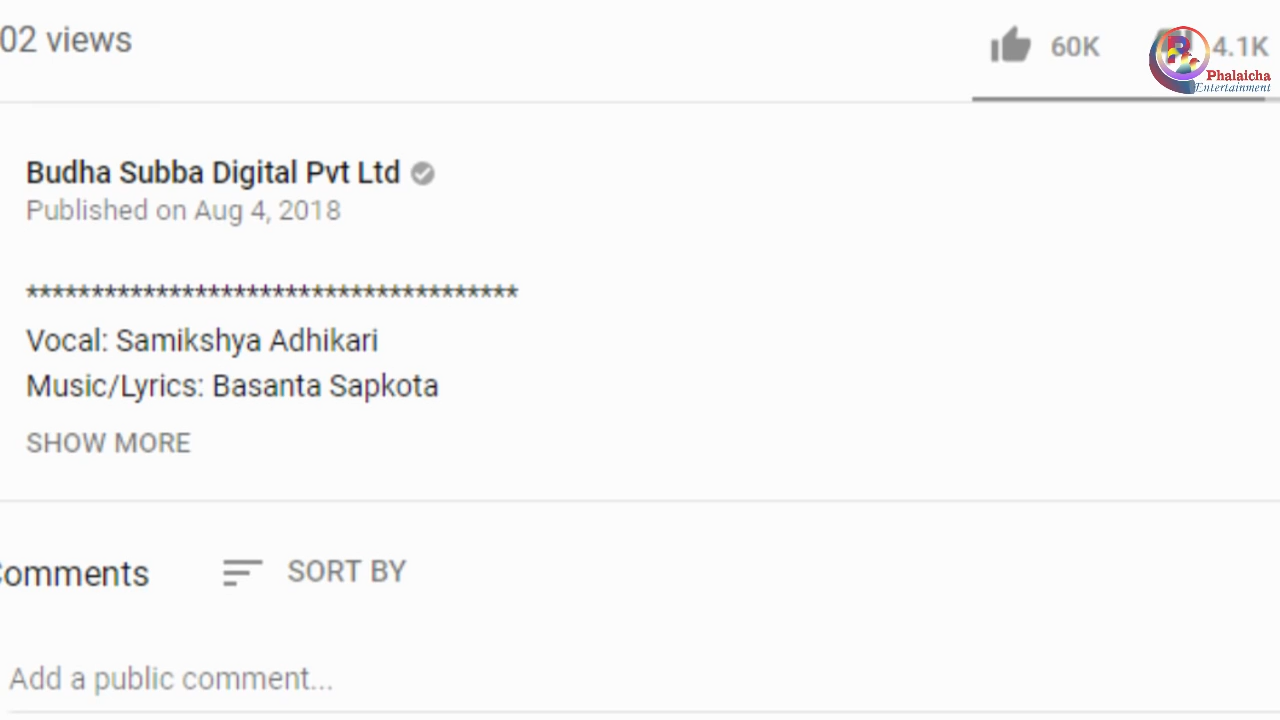 02 views
60K
4.1K
Phalaicha
Entertainment
Budha Subba Digital Pvt Ltd
Published on Aug 4, 2018
**************************************
Vocal: Samikshya Adhikari
Music/Lyrics: Basanta Sapkota
SHOW MORE
Comments
SORT BY
Add a public comment...